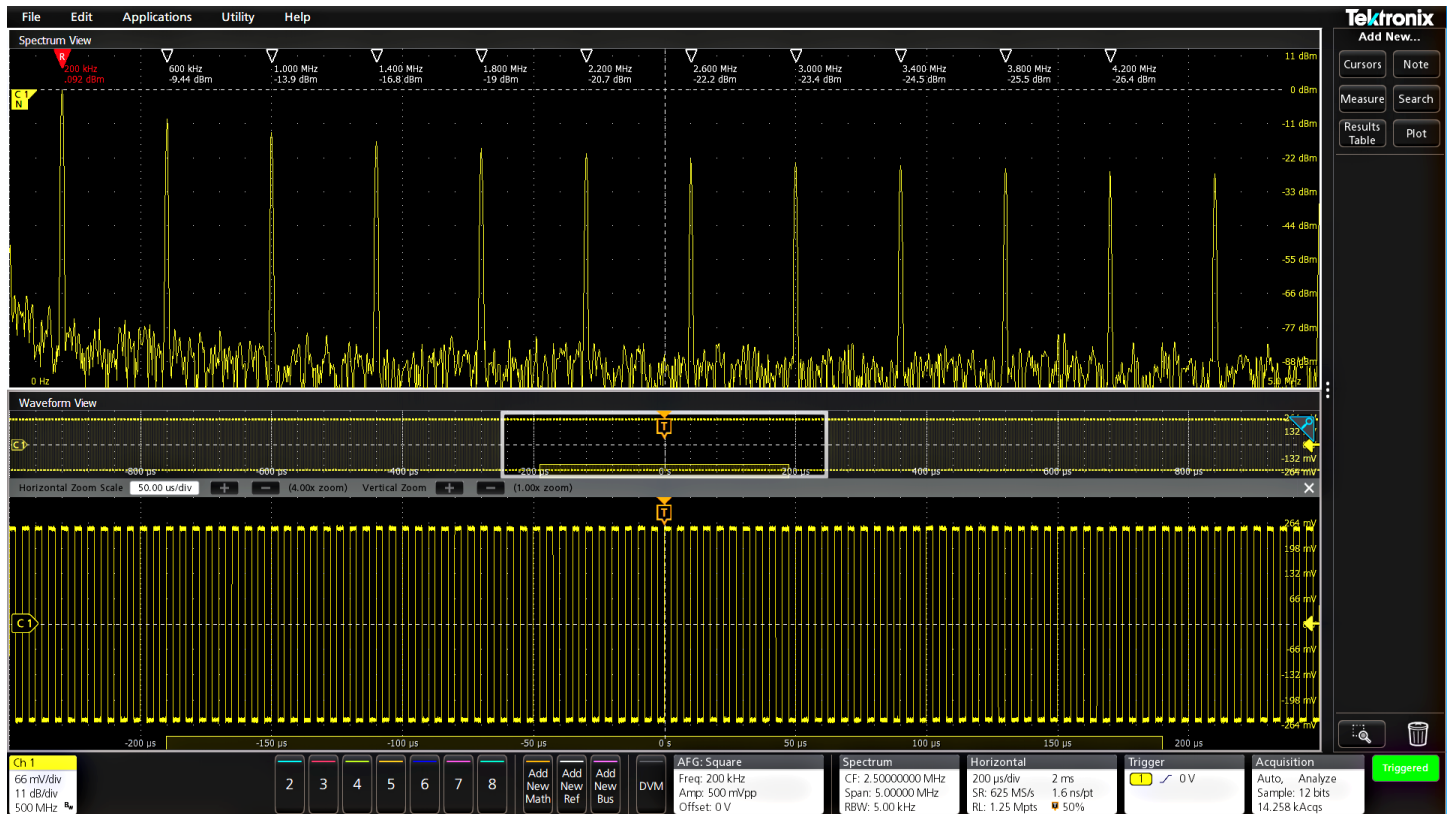 File Edit Applications Utility Help
Tektronix
Add New...
Cursors Note
Measure Search
Results Table Plot
Spectrum View
R
200 kHz 600 kHz 1.000 MHz 1.400 MHz 1.800 MHz 2.200 MHz 2.600 MHz 3.000 MHz 3.400 MHz 3.800 MHz 4.200 MHz
.092 dBm -9.44 dBm -13.9 dBm -16.8 dBm -19 dBm -20.7 dBm -22.2 dBm -23.4 dBm -24.5 dBm -25.5 dBm -26.4 dBm
C 1
N
11 dBm
0 dBm
-11 dBm
-22 dBm
-33 dBm
-44 dBm
-55 dBm
-66 dBm
-77 dBm
-88 dBm
0 Hz
Waveform View
T
132
C1
-132 mV
-264 mV
-800 µs -600 µs -400 µs -200 µs 0 s 200 µs 400 µs 600 µs 800 µs
Horizontal Zoom Scale 50.00 us/div + − (4.00x zoom) Vertical Zoom + − (1.00x zoom)
T
264 mV
198 mV
132 mV
66 mV
C 1
-66 mV
-132 mV
-198 mV
-264 mV
-200 µs -150 µs -100 µs -50 µs 0 s 50 µs 100 µs 150 µs 200 µs
Ch 1
66 mV/div
11 dB/div
500 MHz Bw
2 3 4 5 6 7 8
Add New Math
Add New Ref
Add New Bus
DVM
AFG: Square
Freq: 200 kHz
Amp: 500 mVpp
Offset: 0 V
Spectrum
CF: 2.50000000 MHz
Span: 5.00000 MHz
RBW: 5.00 kHz
Horizontal
200 µs/div 2 ms
SR: 625 MS/s 1.6 ns/pt
RL: 1.25 Mpts 50%
Trigger
1 0 V
Acquisition
Auto, Analyze
Sample: 12 bits
14.258 kAcqs
Triggered